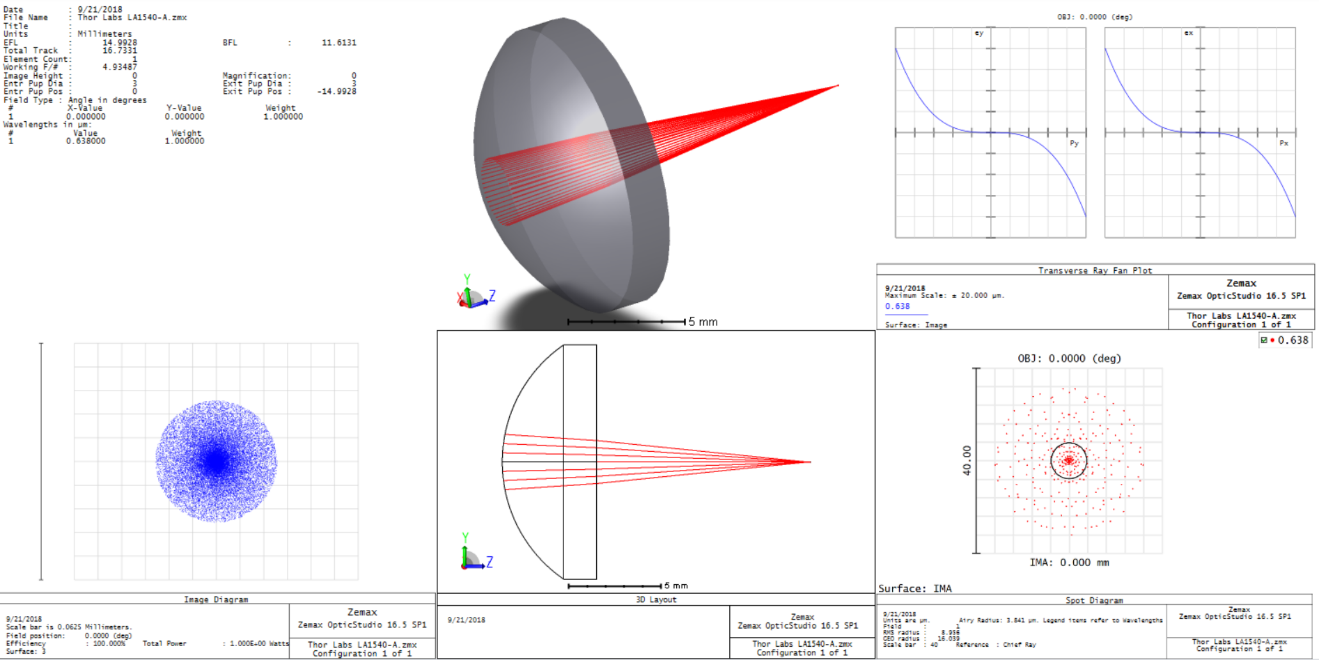 Date : 9/21/2018
File Name : Thor Labs LA1540-A.zmx
Title :
Units : Millimeters
EFL : 14.9928 BFL : 11.6131
Total Track : 16.7331
Element Count: 1
Working F/# : 4.93487
Image Height : 0 Magnification: 0
Entr Pup Dia : 3 Exit Pup Dia : 3
Entr Pup Pos : 0 Exit Pup Pos : -14.9928
Field Type : Angle in degrees
# X-Value Y-Value Weight
1 0.000000 0.000000 1.000000
Wavelengths in µm:
# Value Weight
1 0.638000 1.000000
Y
X
Z
5 mm
OBJ: 0.0000 (deg)
ey
Py
ex
Px
Transverse Ray Fan Plot
9/21/2018
Maximum Scale: ± 20.000 µm.
0.638
Surface: Image
Zemax
Zemax OpticStudio 16.5 SP1
Thor Labs LA1540-A.zmx
Configuration 1 of 1
Image Diagram
9/21/2018
Scale bar is 0.0625 Millimeters.
Field position: 0.0000 (deg)
Efficiency : 100.000% Total Power : 1.000E+00 Watts
Surface: 3
Zemax
Zemax OpticStudio 16.5 SP1
Thor Labs LA1540-A.zmx
Configuration 1 of 1
Y
Z
5 mm
3D Layout
9/21/2018
Zemax
Zemax OpticStudio 16.5 SP1
Thor Labs LA1540-A.zmx
Configuration 1 of 1
0.638
OBJ: 0.0000 (deg)
40.00
IMA: 0.000 mm
Surface: IMA
Spot Diagram
9/21/2018
Units are µm. Airy Radius: 3.841 µm. Legend items refer to Wavelengths
Field : 1
RMS radius : 8.956
GEO radius : 16.039
Scale bar : 40 Reference : Chief Ray
Zemax
Zemax OpticStudio 16.5 SP1
Thor Labs LA1540-A.zmx
Configuration 1 of 1